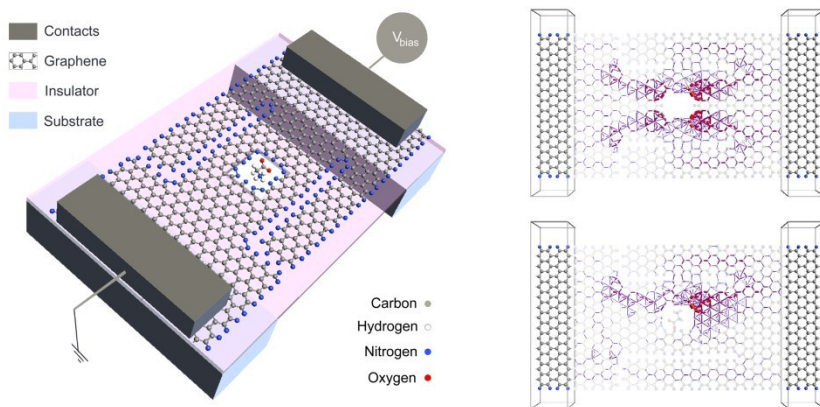 Contacts
Graphene
Insulator
Substrate
Vbias
Carbon
Hydrogen
Nitrogen
Oxygen